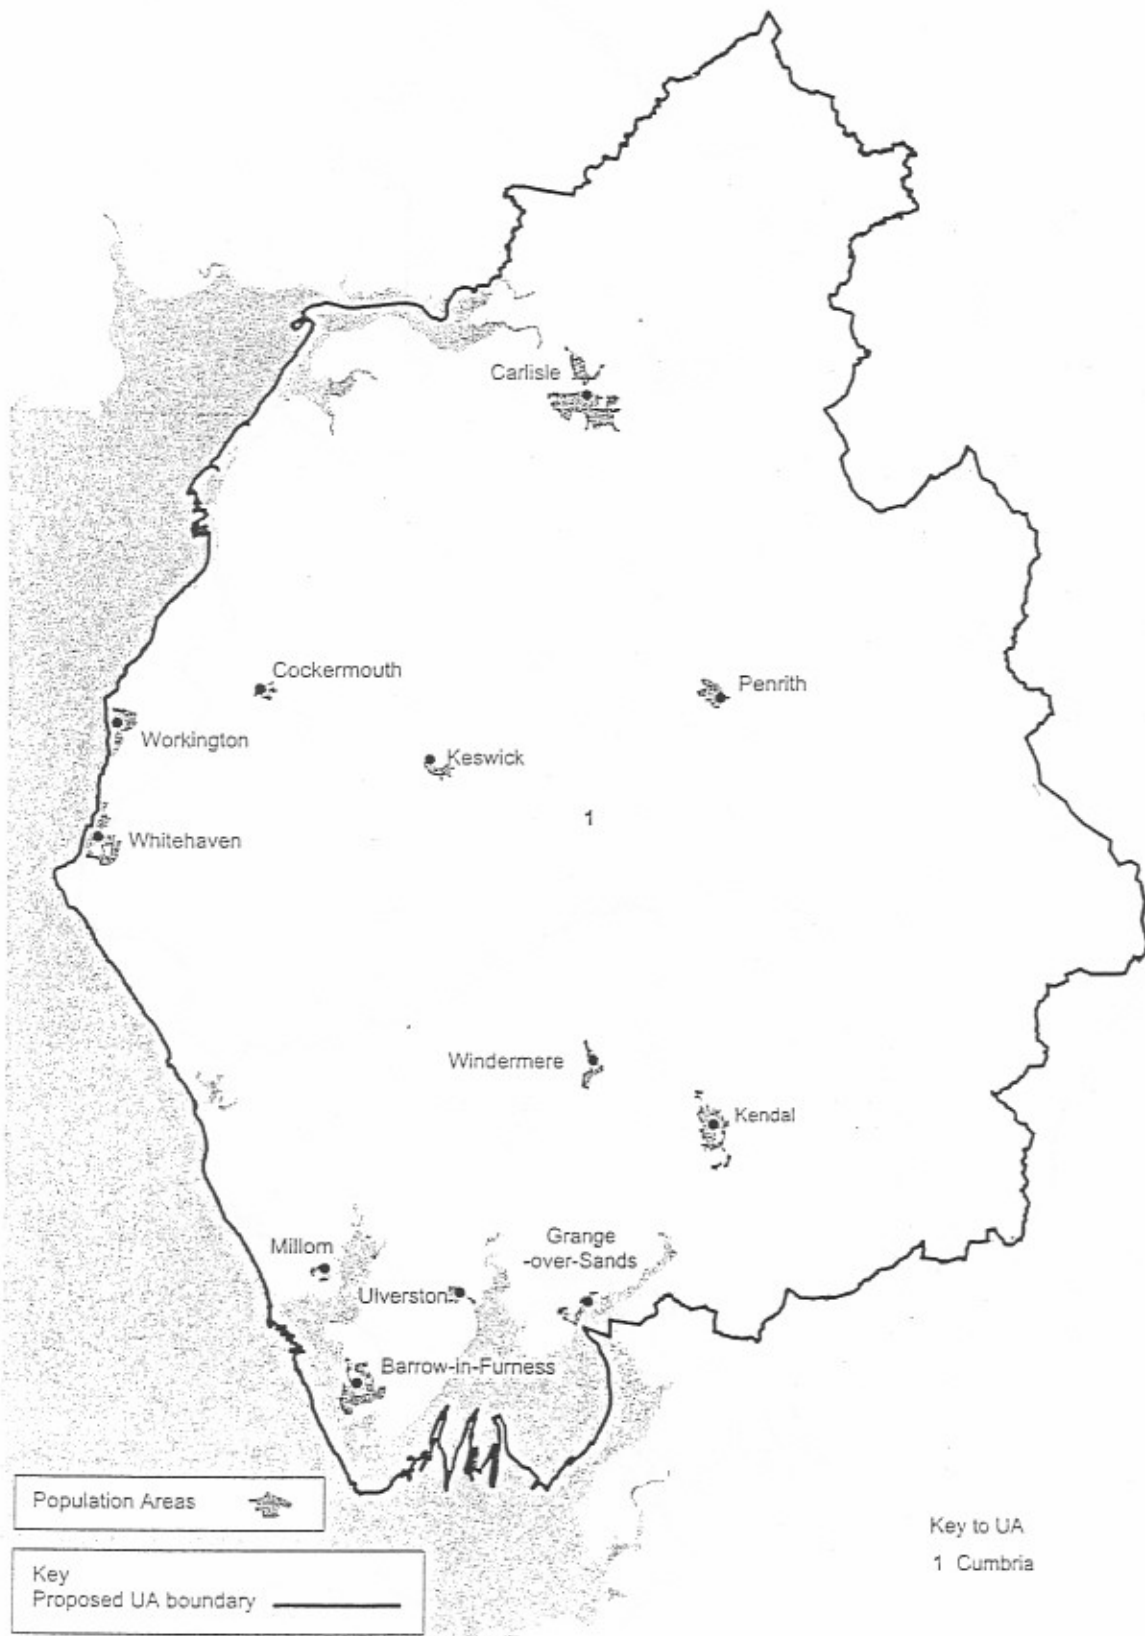 Carlisle
Cockermouth
Penrith
Workington
Keswick
1
Whitehaven
Windermere
Kendal
Grange
-over-Sands
Millom
Ulverston
Barrow-in-Furness
Population Areas
Key
Proposed UA boundary
Key to UA
1 Cumbria